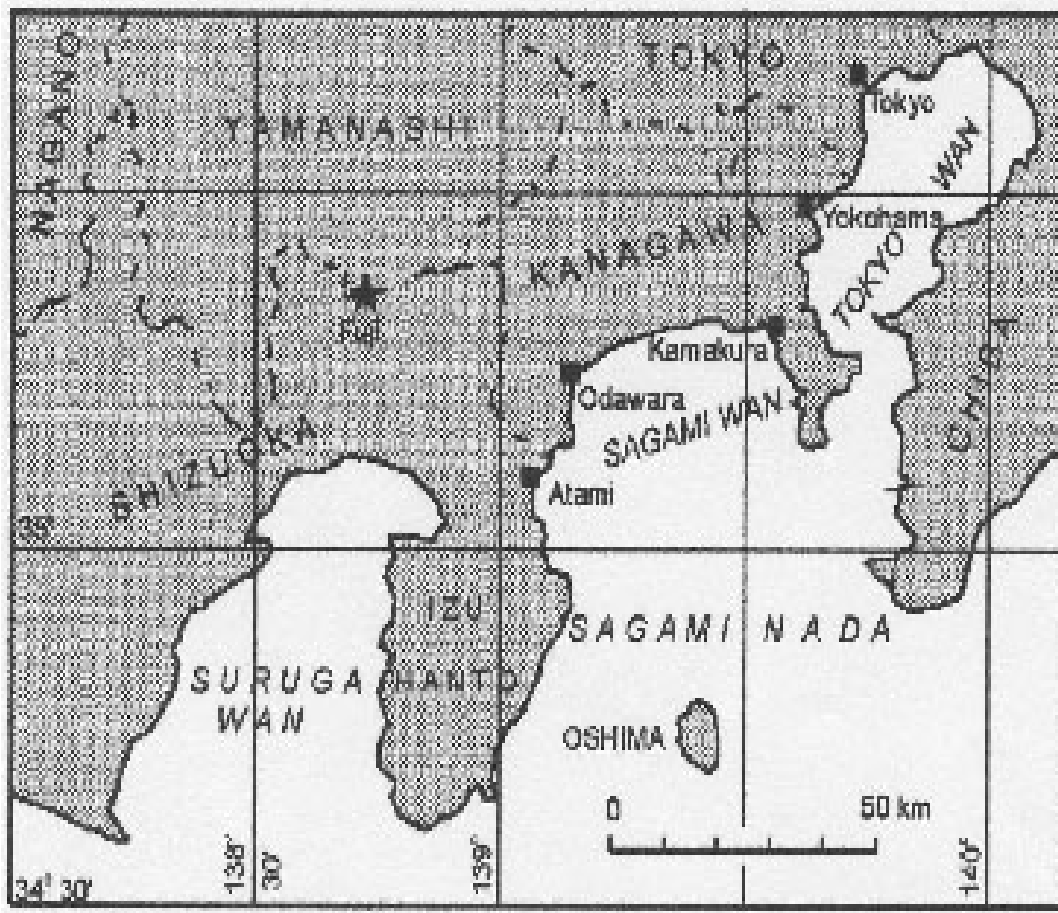 TOKYO
Tokyo
NAGANO
YAMANASHI
WAN
Yokohama
KANAGAWA
TOKYO
Fuji
Kamakura
CHIBA
Odawara
SAGAMI WAN
SHIZUOKA
Atami
35°
IZU
SAGAMI NADA
SURUGA
HANTO
WAN
OSHIMA
0
50 km
138°
30'
139°
140°
34° 30'